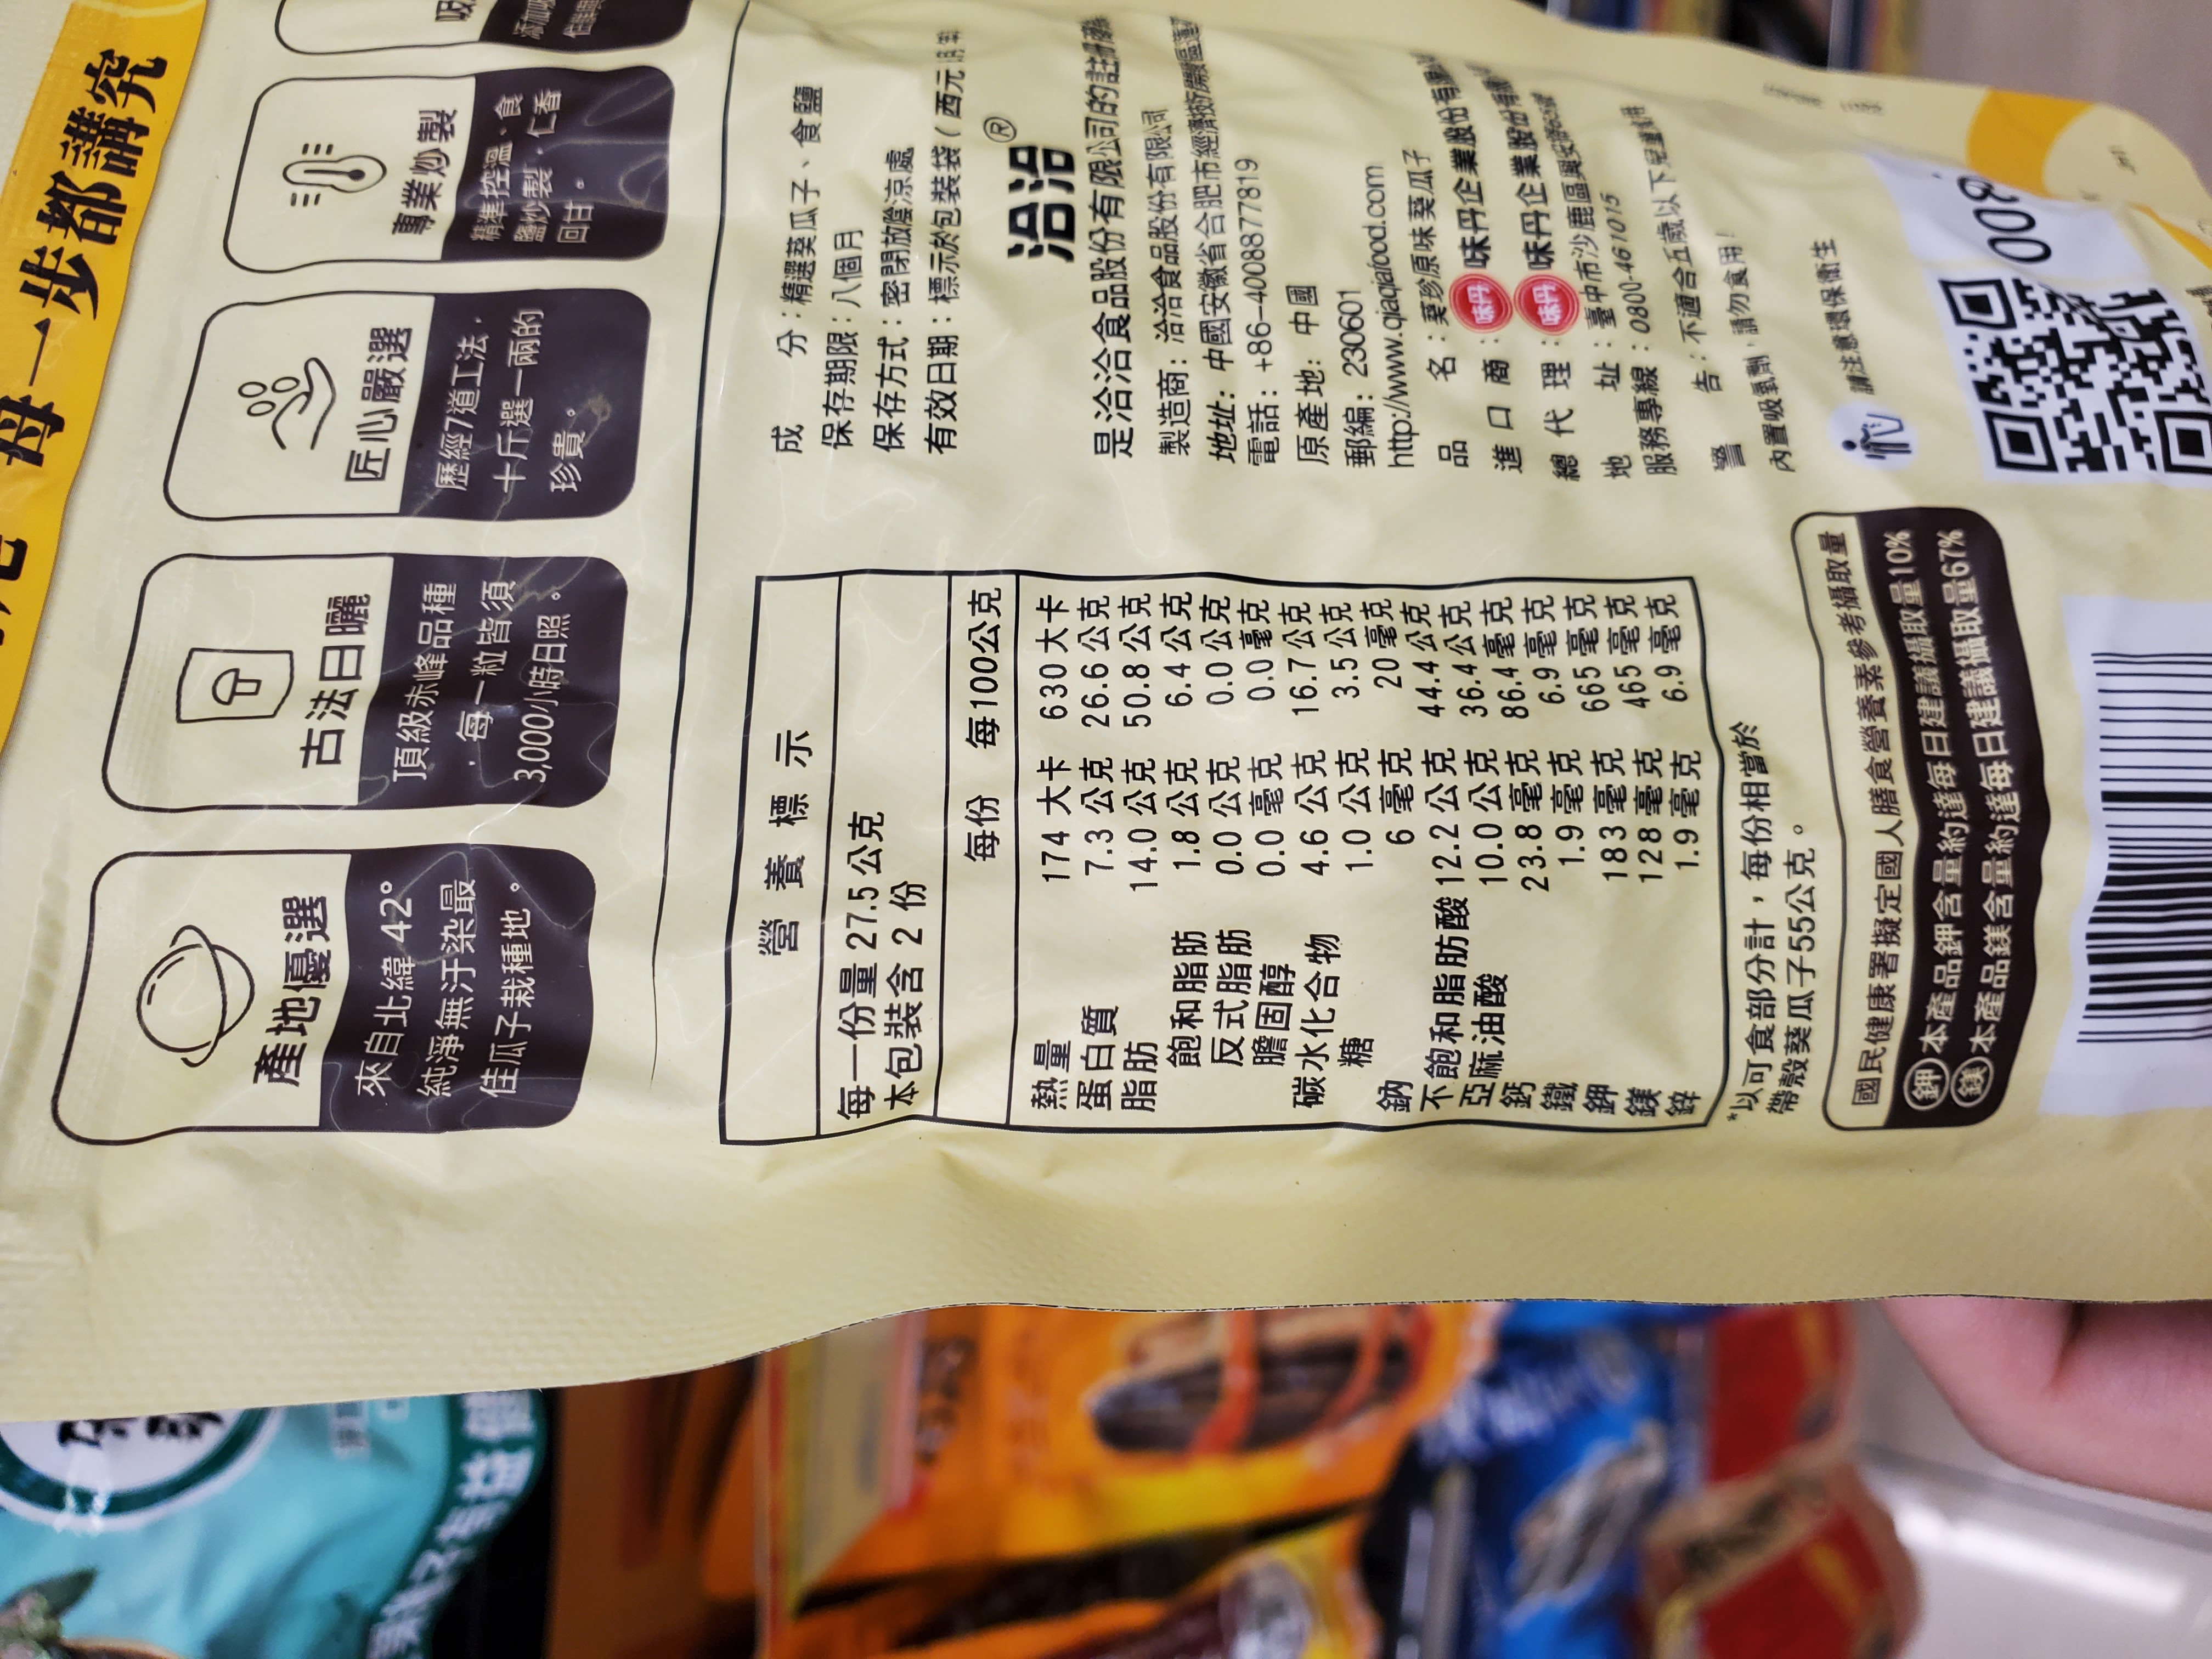 每一步都講究
產地優選
來自北緯 42°
純淨無汙染最
佳瓜子栽種地。
古法日曬
頂級赤峰品種
，每一粒皆須
3,000小時日照。
匠心嚴選
歷經7道工法，
十斤選一兩的
珍貴。
專業炒製
精準控溫，食
鹽炒製，仁香
回甘。
營養標示
每一份量 27.5 公克
本包裝含 2 份
每份 每100公克
熱量 174 大卡 630 大卡
蛋白質 7.3 公克 26.6 公克
脂肪 14.0 公克 50.8 公克
飽和脂肪 1.8 公克 6.4 公克
反式脂肪 0.0 公克 0.0 公克
膽固醇 0.0 毫克 0.0 毫克
碳水化合物 4.6 公克 16.7 公克
糖 1.0 公克 3.5 公克
鈉 6 毫克 20 毫克
不飽和脂肪酸 12.2 公克 44.4 公克
亞麻油酸 10.0 公克 36.4 公克
鈣 23.8 毫克 86.4 毫克
鐵 1.9 毫克 6.9 毫克
鉀 183 毫克 665 毫克
鎂 128 毫克 465 毫克
鋅 1.9 毫克 6.9 毫克
*以可食部分計，每份相當於
帶殼葵瓜子55公克。
國民健康署擬定國人膳食營養素參考攝取量
鉀 本產品鉀含量約達每日建議攝取量10%
鎂 本產品鎂含量約達每日建議攝取量67%
成分：精選葵瓜子、食鹽
保存期限：八個月
保存方式：密閉放陰涼處
有效日期：標示於包裝袋（西元
洽洽®
是洽洽食品股份有限公司的註冊商
製造商：洽洽食品股份有限公司
地址：中國安徽省合肥市經濟技術開發區蓮
電話：+86-4008877819
原產地：中國
郵編：230601
http://www.qiaqiafood.com
品名：葵珍原味葵瓜子
進口商：味丹 味丹企業股份有限
總代理：味丹 味丹企業股份有限
地址：臺中市沙鹿區興安路65號
服務專線：0800-461015
警告：不適合五歲以下兒童食用
內置吸氧劑，請勿食用！
請注意環保衛生